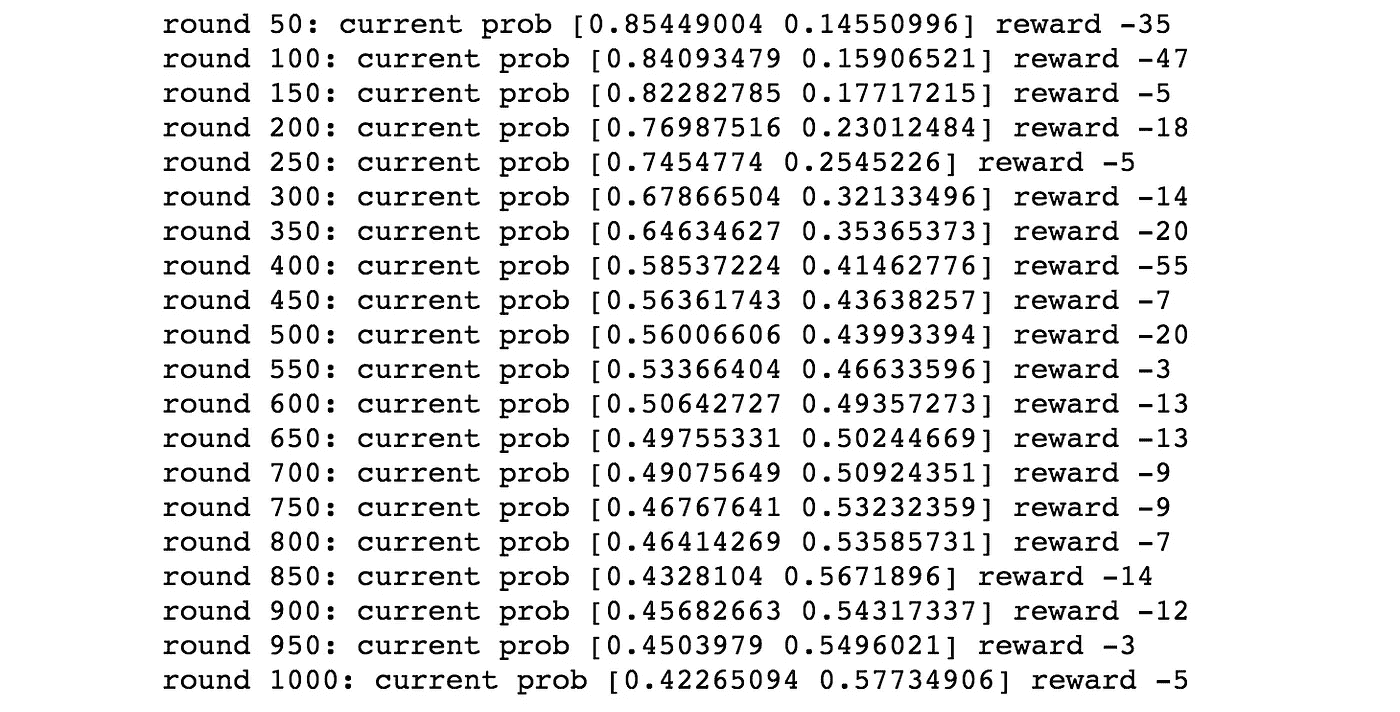 round 50: current prob [0.85449004 0.14550996] reward -35
round 100: current prob [0.84093479 0.15906521] reward -47
round 150: current prob [0.82282785 0.17717215] reward -5
round 200: current prob [0.76987516 0.23012484] reward -18
round 250: current prob [0.7454774 0.2545226] reward -5
round 300: current prob [0.67866504 0.32133496] reward -14
round 350: current prob [0.64634627 0.35365373] reward -20
round 400: current prob [0.58537224 0.41462776] reward -55
round 450: current prob [0.56361743 0.43638257] reward -7
round 500: current prob [0.56006606 0.43993394] reward -20
round 550: current prob [0.53366404 0.46633596] reward -3
round 600: current prob [0.50642727 0.49357273] reward -13
round 650: current prob [0.49755331 0.50244669] reward -13
round 700: current prob [0.49075649 0.50924351] reward -9
round 750: current prob [0.46767641 0.53232359] reward -9
round 800: current prob [0.46414269 0.53585731] reward -7
round 850: current prob [0.4328104 0.5671896] reward -14
round 900: current prob [0.45682663 0.54317337] reward -12
round 950: current prob [0.4503979 0.5496021] reward -3
round 1000: current prob [0.42265094 0.57734906] reward -5